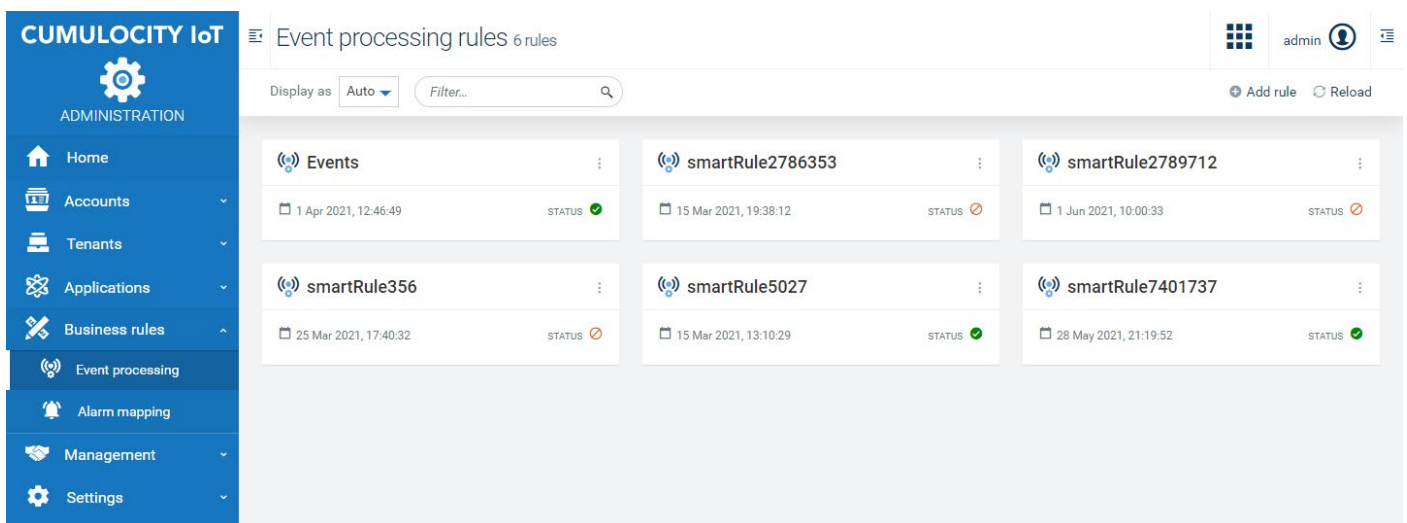 CUMULOCITY IoT
ADMINISTRATION
Home
Accounts
Tenants
Applications
Business rules
Event processing
Alarm mapping
Management
Settings
Event processing rules 6 rules
admin
Display as Auto Filter...
Add rule Reload
Events
1 Apr 2021, 12:46:49 STATUS
smartRule2786353
15 Mar 2021, 19:38:12 STATUS
smartRule2789712
1 Jun 2021, 10:00:33 STATUS
smartRule356
25 Mar 2021, 17:40:32 STATUS
smartRule5027
15 Mar 2021, 13:10:29 STATUS
smartRule7401737
28 May 2021, 21:19:52 STATUS